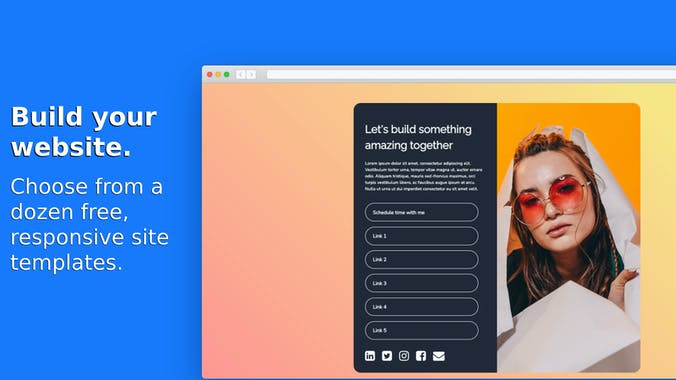 Build your
website.
Choose from a
dozen free,
responsive site
templates.
Let's build something
amazing together
Lorem ipsum dolor sit amet, consectetur adipiscing elit.
Vestibulum tortor urna, tempor vitae magna ut, auctor ornare
odio. Aliquam tristique, mauris sed rhoncus maximus, orci
turpis vestibulum libero, ac faucibus augue ipsum at arcu.
Nulla ut urna ut dui imperdiet consectetur eget sit amet velit.
Schedule time with me
Link 1
Link 2
Link 3
Link 4
Link 5